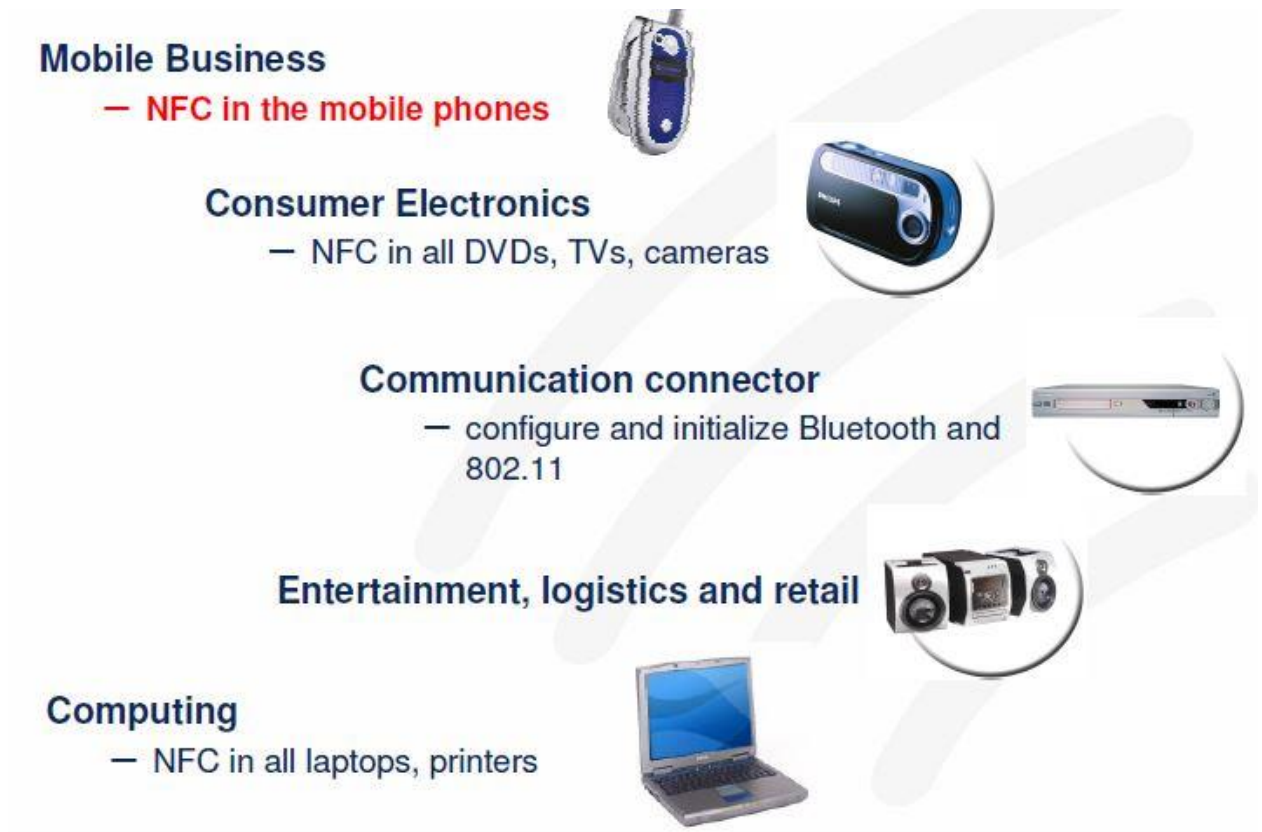 Mobile Business
— NFC in the mobile phones
Consumer Electronics
— NFC in all DVDs, TVs, cameras
PHILIPS
Communication connector
— configure and initialize Bluetooth and
802.11
Entertainment, logistics and retail
Computing
— NFC in all laptops, printers